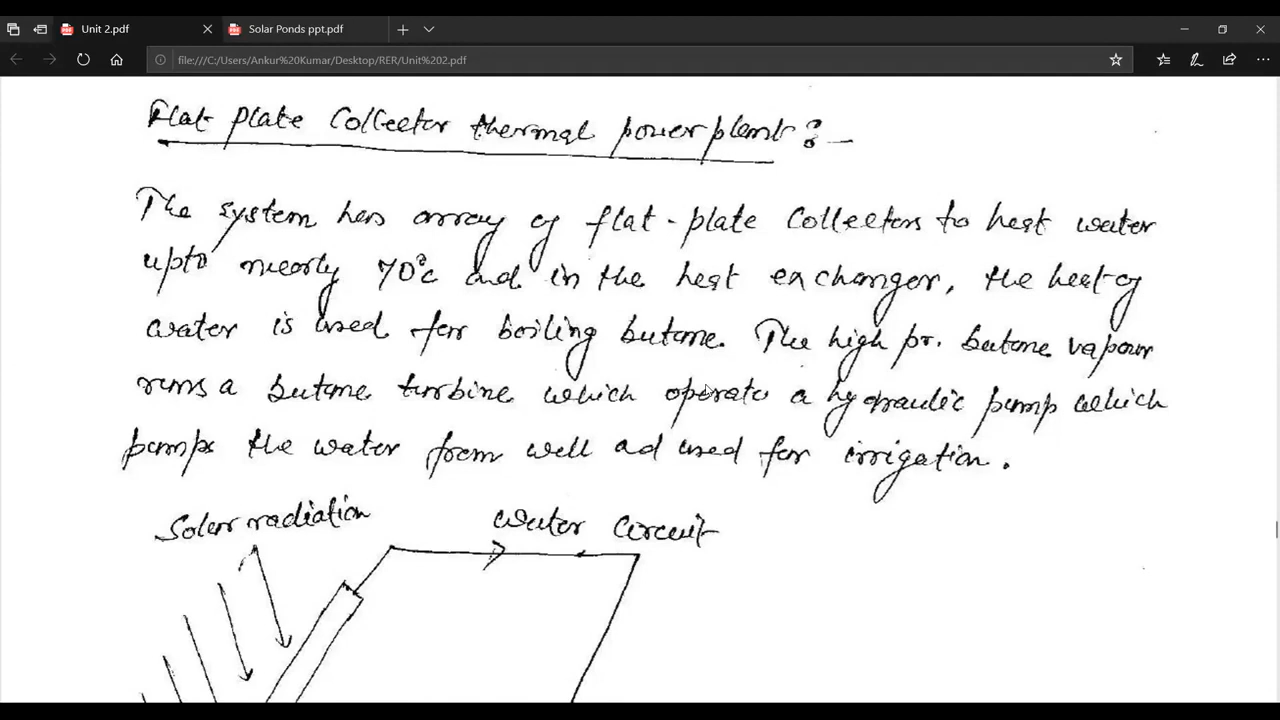 Unit 2.pdf
Solar Ponds ppt.pdf
file:///C:/Users/Ankur%20Kumar/Desktop/RER/Unit%202.pdf
Flat plate Collector thermal power plant :-
The system has array of flat-plate Collectors to heat water
upto nearly 70°c and in the heat exchanger, the heat of
water is used for boiling butane. The high pr. butane vapour
runs a butane turbine which operate a hydraulic pump which
pumps the water from well ad used for irrigation.
Solar radiation
water circuit